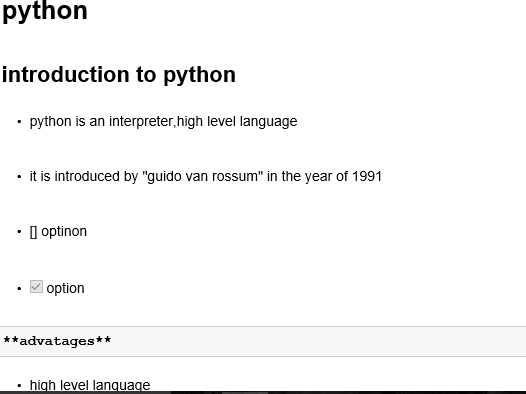 python
introduction to python
• python is an interpreter,high level language
• it is introduced by "guido van rossum" in the year of 1991
• [] optinon
• ☑ option
**advatages**
• high level language